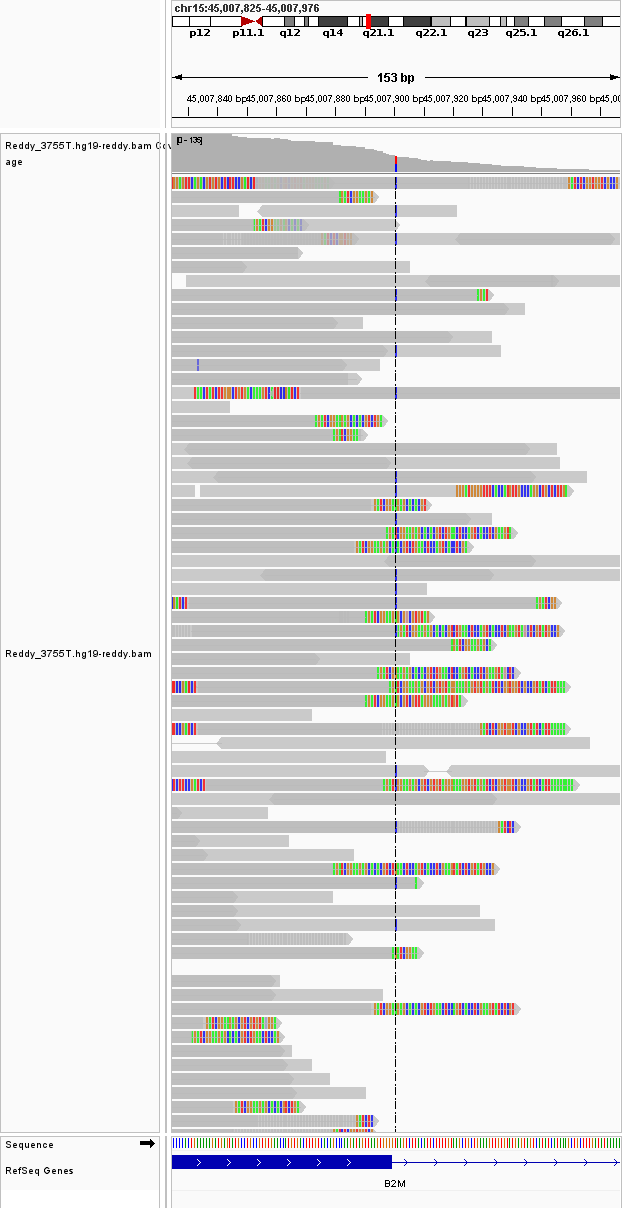 chr15:45,007,825-45,007,976
p12 p11.1 q12 q14 q21.1 q22.1 q23 q25.1 q26.1
153 bp
45,007,840 bp 45,007,860 bp 45,007,880 bp 45,007,900 bp 45,007,920 bp 45,007,940 bp 45,007,960 bp 45,00
Reddy_3755T.hg19-reddy.bam Cov
age
[0 - 136]
Reddy_3755T.hg19-reddy.bam
Sequence
RefSeq Genes
B2M